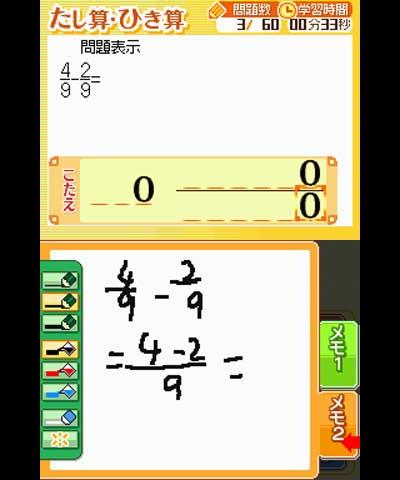 たし算・ひき算
問題数
3/ 60
学習時間
00分33秒
問題表示
4/9-2/9=
こたえ
0 0/0
4/9 - 2/9
= 4-2/9 =
メモ1
メモ2